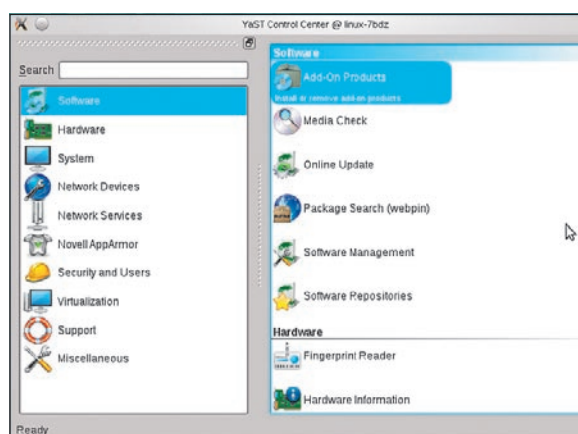 YaST Control Center @ linux-7bdz
Search
Software
Hardware
System
Network Devices
Network Services
Novell AppArmor
Security and Users
Virtualization
Support
Miscellaneous
Software
Add-On Products
Install or remove add-on products
Media Check
Online Update
Package Search (webpin)
Software Management
Software Repositories
Hardware
Fingerprint Reader
Hardware Information
Ready